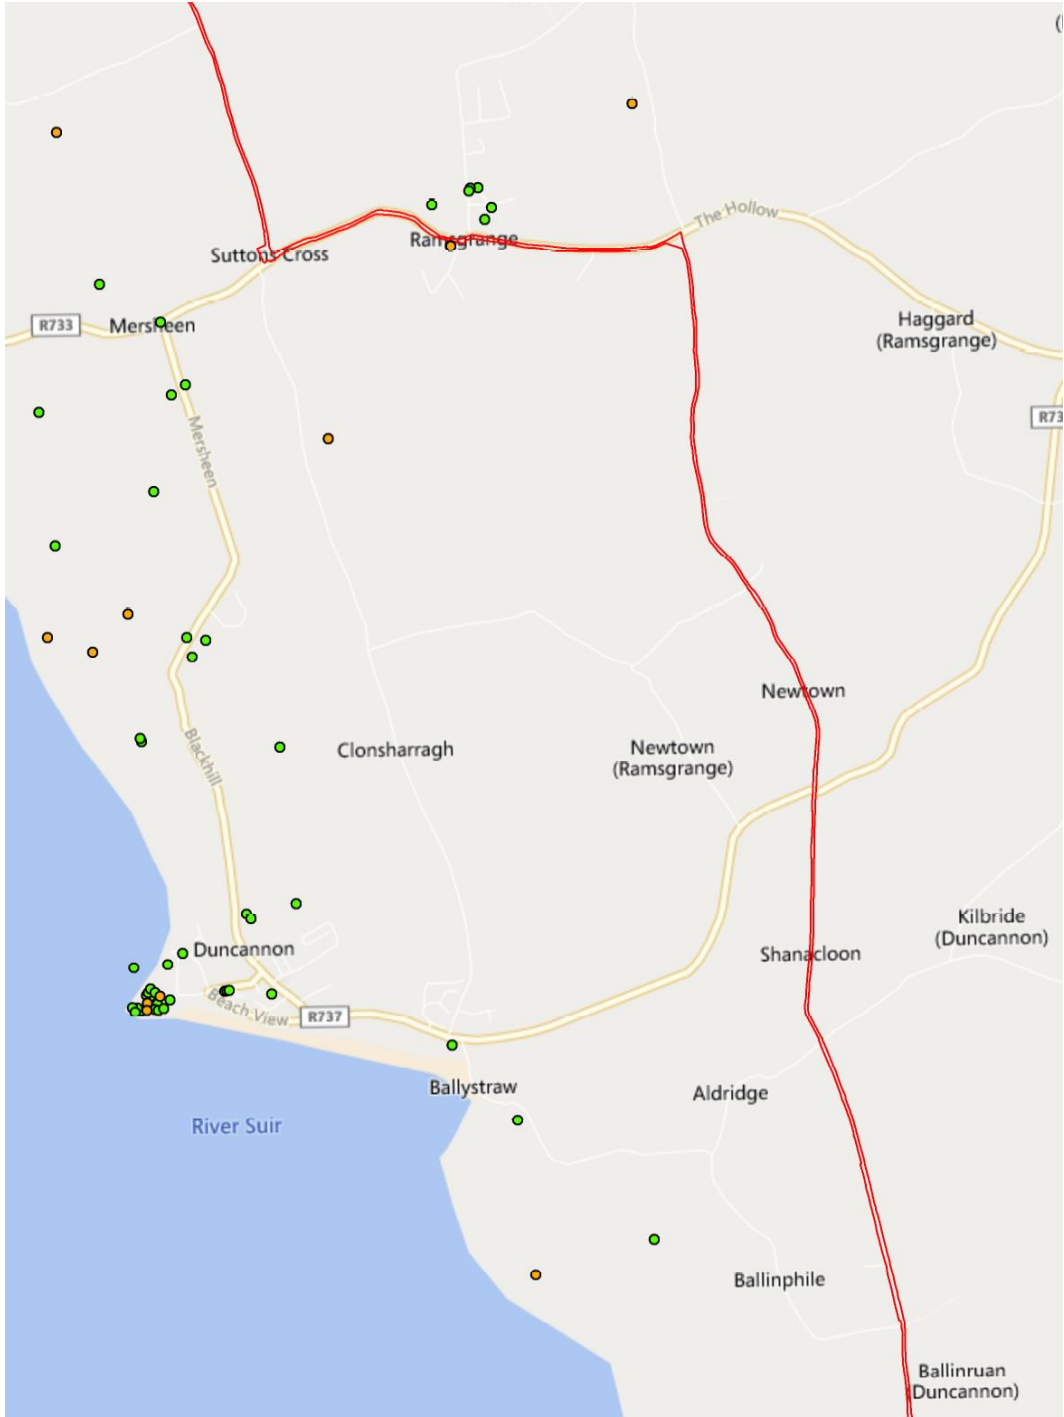 The Hollow
Ramsgrange
Suttons Cross
R733
Mersheen
Haggard
(Ramsgrange)
R73
Mersheen
Newtown
Blackhill
Clonsharragh
Newtown
(Ramsgrange)
Duncannon
Kilbride
(Duncannon)
Shanacloon
Beach View
R737
Ballystraw
Aldridge
River Suir
Ballinphile
Ballinruan
(Duncannon)